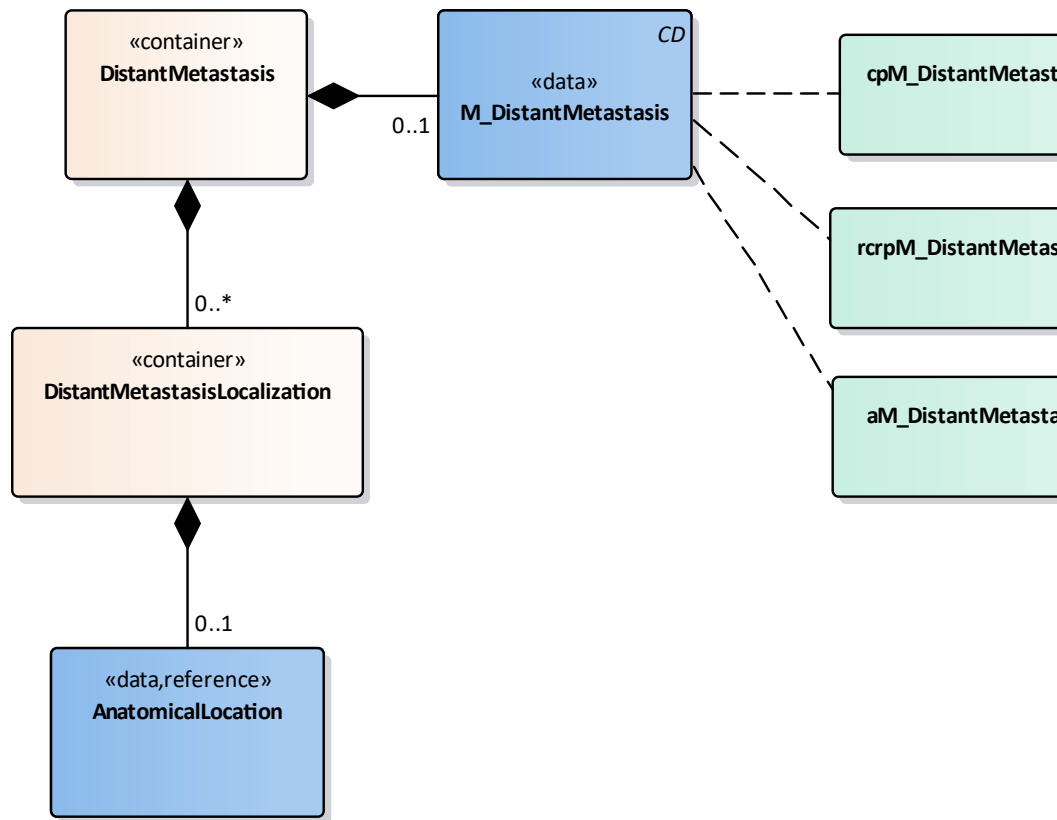 «container»
DistantMetastasis
0..1
CD
«data»
M_DistantMetastasis
cpM_DistantMetast
rcrpM_DistantMetas
aM_DistantMetasta
0..*
«container»
DistantMetastasisLocalization
0..1
«data,reference»
AnatomicalLocation